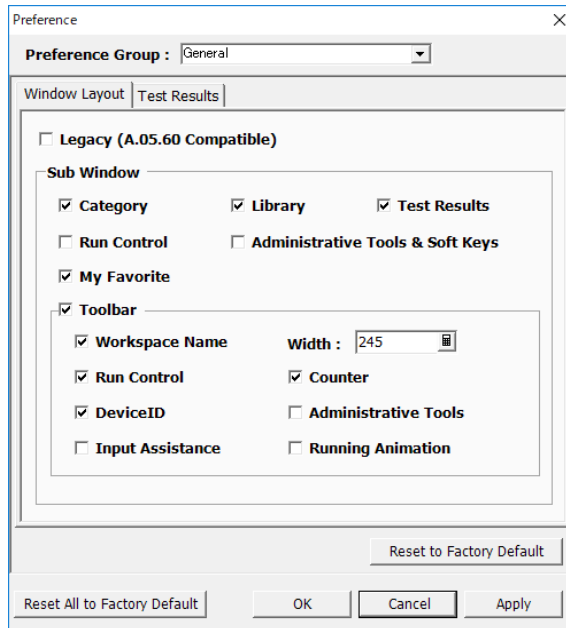 Preference
Preference Group : General
Window Layout Test Results
Legacy (A.05.60 Compatible)
Sub Window
Category Library Test Results
Run Control Administrative Tools & Soft Keys
My Favorite
Toolbar
Workspace Name Width : 245
Run Control Counter
DeviceID Administrative Tools
Input Assistance Running Animation
Reset to Factory Default
Reset All to Factory Default OK Cancel Apply